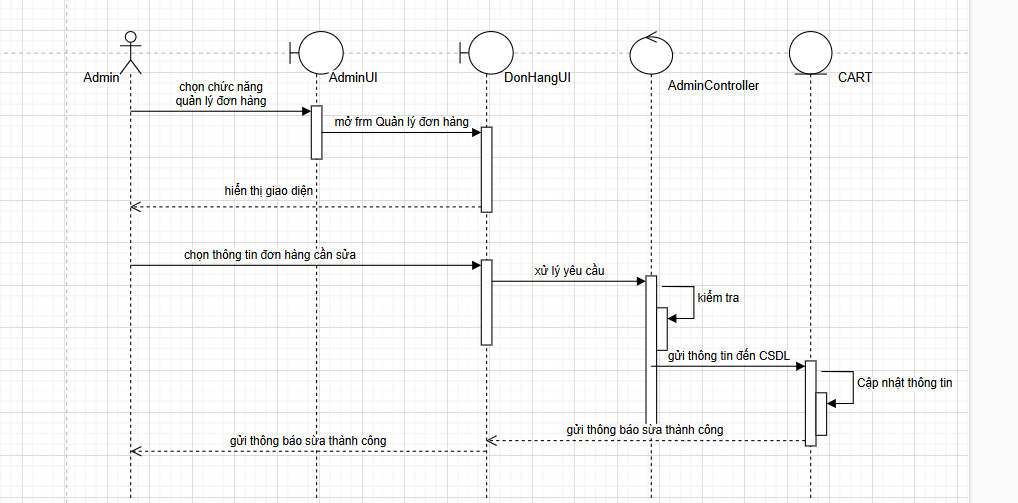 Admin
AdminUI
DonHangUI
AdminController
CART
chọn chức năng
quản lý đơn hàng
mở frm Quản lý đơn hàng
hiển thị giao diện
chọn thông tin đơn hàng cần sửa
xử lý yêu cầu
kiểm tra
gửi thông tin đến CSDL
Cập nhật thông tin
gửi thông báo sửa thành công
gửi thông báo sửa thành công